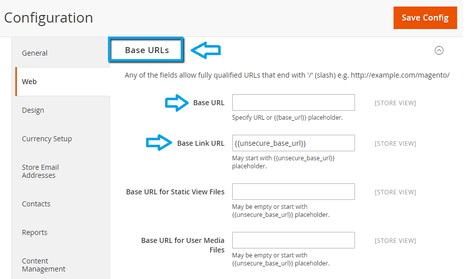 Configuration
Save Config
General
Web
Design
Currency Setup
Store Email
Addresses
Contacts
Reports
Content
Management
Base URLs
Any of the fields allow fully qualified URLs that end with '/' (slash) e.g. http://example.com/magento/
Base URL
[STORE VIEW]
Specify URL or {{base_url}} placeholder.
Base Link URL
{{unsecure_base_url}}
[STORE VIEW]
May start with {{unsecure_base_url}}
placeholder.
Base URL for Static View Files
[STORE VIEW]
May be empty or start with
{{unsecure_base_url}} placeholder.
Base URL for User Media
Files
[STORE VIEW]
May be empty or start with
{{unsecure_base_url}} placeholder.